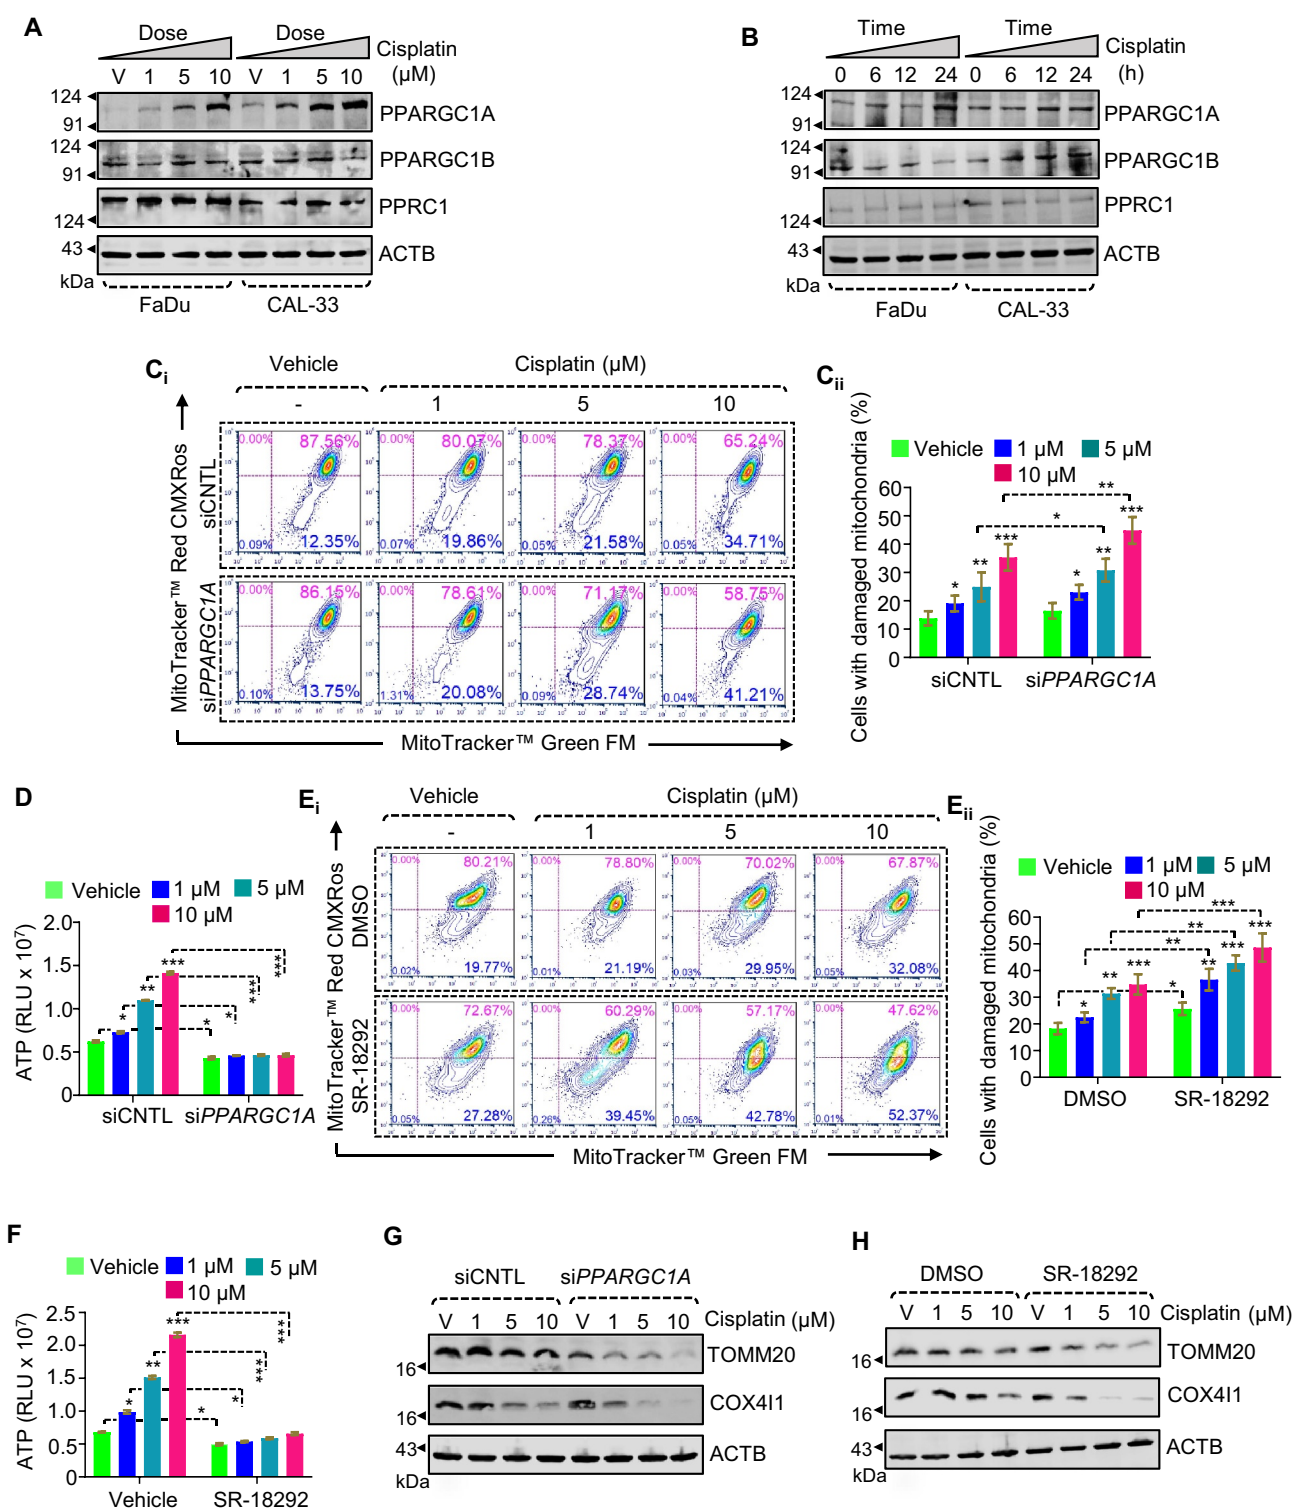 A
Dose Dose
Cisplatin
V 1 5 10 V 1 5 10 (µM)
124
91
PPARGC1A
124
91
PPARGC1B
124
PPRC1
43
ACTB
kDa
FaDu CAL-33
B
Time Time
Cisplatin
0 6 12 24 0 6 12 24 (h)
124
91
PPARGC1A
124
91
PPARGC1B
124
PPRC1
43
ACTB
kDa
FaDu CAL-33
Ci
Vehicle Cisplatin (µM)
- 1 5 10
MitoTracker™ Red CMXRos
siCNTL
0.00% 87.56% 0.00% 80.07% 0.00% 78.37% 0.00% 65.24%
0.09% 12.35% 0.07% 19.86% 0.05% 21.58% 0.05% 34.71%
siPPARGC1A
0.00% 86.15% 0.00% 78.61% 0.00% 71.17% 0.00% 58.75%
0.10% 13.75% 1.31% 20.08% 0.09% 28.74% 0.04% 41.21%
MitoTracker™ Green FM
Cii
Vehicle 1 µM 5 µM
10 µM
Cells with damaged mitochondria (%)
60
50
40
30
20
10
0
* ** *** * ** *** * **
siCNTL siPPARGC1A
D
Vehicle 1 µM 5 µM
10 µM
ATP (RLU x 10⁷)
2.0
1.5
1.0
0.5
0
* ** *** * * *** ***
siCNTL siPPARGC1A
Ei
Vehicle Cisplatin (µM)
- 1 5 10
MitoTracker™ Red CMXRos
DMSO
0.00% 80.21% 0.00% 78.80% 0.00% 70.02% 0.00% 67.87%
0.02% 19.77% 0.01% 21.19% 0.03% 29.95% 0.05% 32.08%
SR-18292
0.00% 72.67% 0.00% 60.29% 0.00% 57.17% 0.00% 47.62%
0.05% 27.28% 0.26% 39.45% 0.05% 42.78% 0.01% 52.37%
MitoTracker™ Green FM
Eii
Vehicle 1 µM 5 µM
10 µM
Cells with damaged mitochondria (%)
60
50
40
30
20
10
0
* ** *** * ** ** *** ** *** ***
DMSO SR-18292
F
Vehicle 1 µM 5 µM
10 µM
ATP (RLU x 10⁷)
2.5
2.0
1.5
1.0
0.5
0
* ** *** * * *** ***
Vehicle SR-18292
G
siCNTL siPPARGC1A
V 1 5 10 V 1 5 10 Cisplatin (µM)
16
TOMM20
16
COX4I1
43
ACTB
kDa
H
DMSO SR-18292
V 1 5 10 V 1 5 10 Cisplatin (µM)
16
TOMM20
16
COX4I1
43
ACTB
kDa